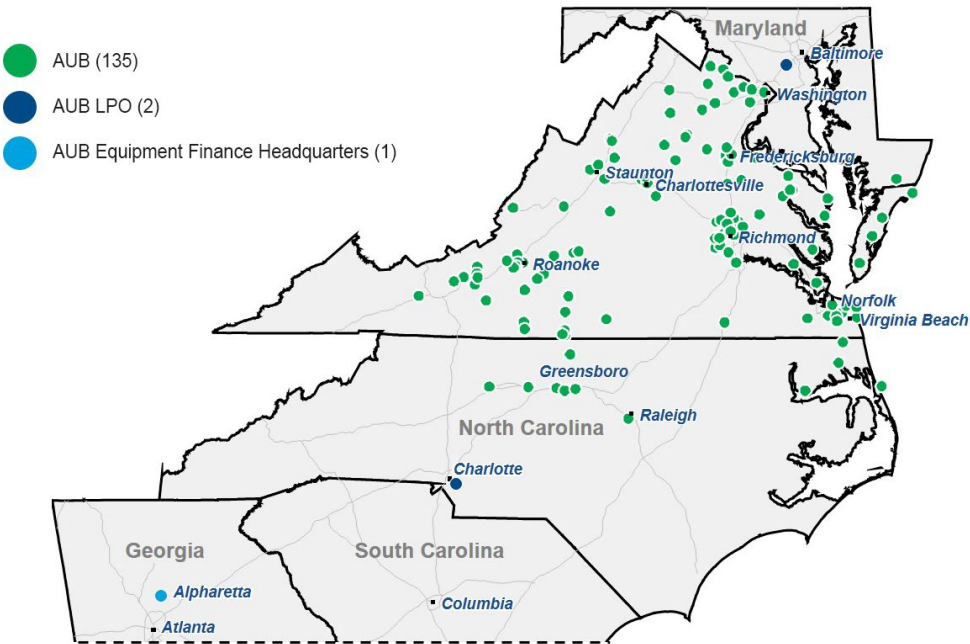 Maryland
Baltimore
AUB (135)
AUB LPO (2)
Washington
AUB Equipment Finance Headquarters (1)
Fredericksburg
Staunton
Charlottesville
Richmond
Roanoke
Norfolk
Virginia Beach
Greensboro
Raleigh
North Carolina
Charlotte
Georgia
South Carolina
Alpharetta
Columbia
Atlanta